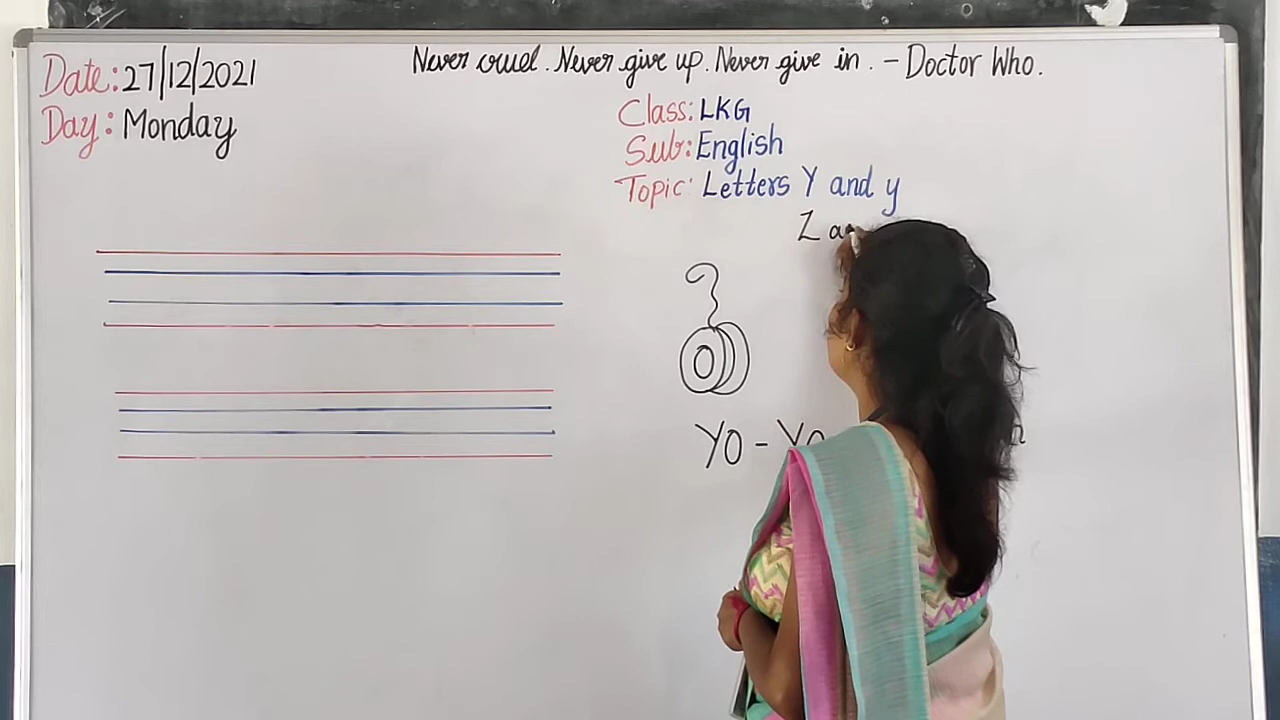 Date: 27/12/2021
Day: Monday
Never cruel. Never give up. Never give in. - Doctor Who.
Class: LKG
Sub: English
Topic: Letters Y and y
Z
Yo - Yo